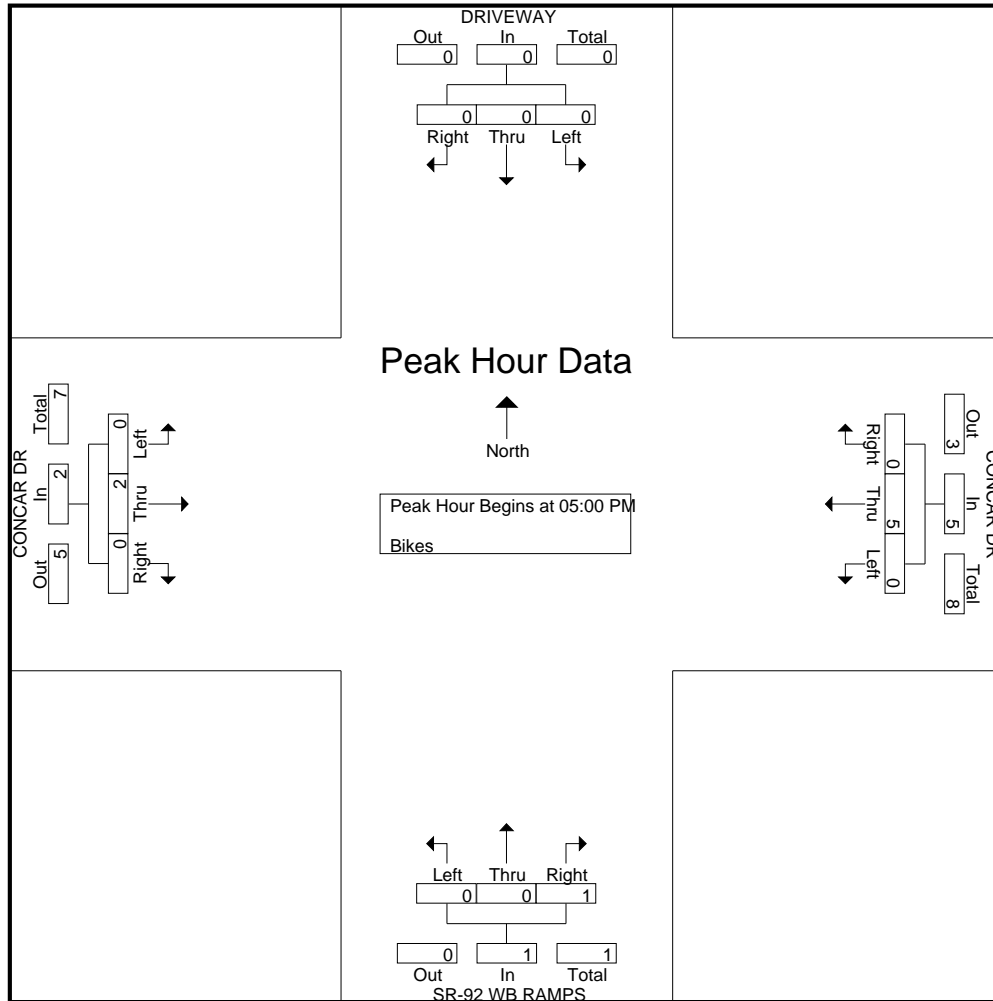 DRIVEWAY
Out In Total
0 0 0
0 0 0
Right Thru Left
Peak Hour Data
North
Peak Hour Begins at 05:00 PM
Bikes
CONCAR DR
Total In Out
7 2 5
0 2 0
Left Thru Right
CONCAR DR
Out In Total
3 5 8
0 5 0
Right Thru Left
Left Thru Right
0 0 1
0 1 1
Out In Total
SR-92 WB RAMPS